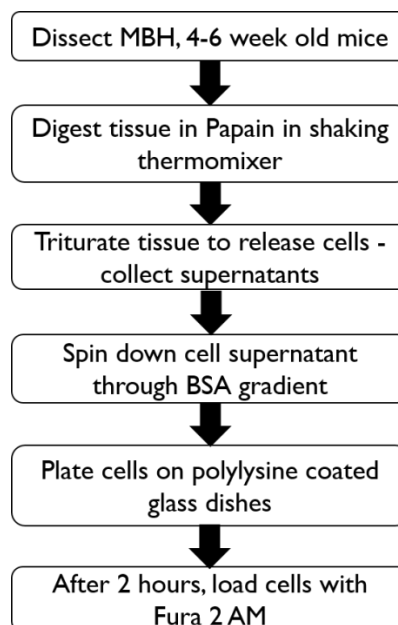 Dissect MBH, 4-6 week old mice
Digest tissue in Papain in shaking
thermomixer
Triturate tissue to release cells -
collect supernatants
Spin down cell supernatant
through BSA gradient
Plate cells on polylysine coated
glass dishes
After 2 hours, load cells with
Fura 2 AM